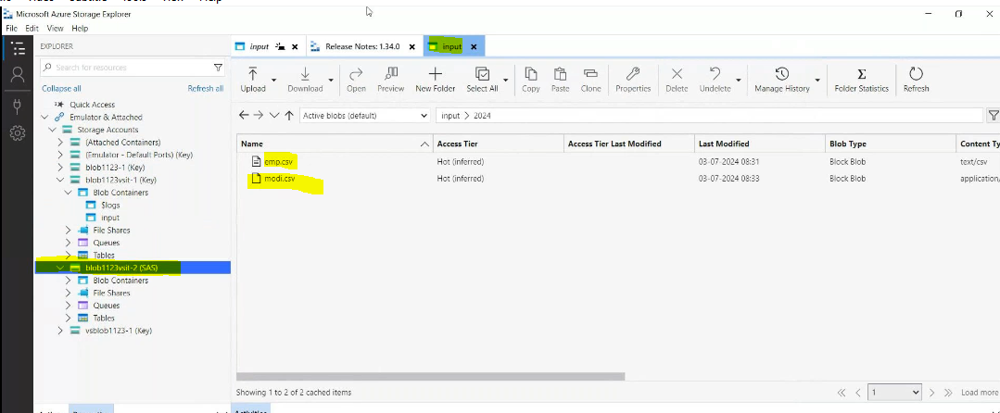 Help
Microsoft Azure Storage Explorer
File Edit View Help
EXPLORER
Search for resources
Collapse all Refresh all
Quick Access
Emulator & Attached
Storage Accounts
(Attached Containers)
(Emulator - Default Ports) (Key)
blob1123-1 (Key)
blob1123vsit-1 (Key)
Blob Containers
$logs
input
File Shares
Queues
Tables
blob1123vsit-2 (SAS)
Blob Containers
File Shares
Queues
Tables
vsblob1123-1 (Key)
input Release Notes: 1.34.0 input
Upload Download Open Preview New Folder Select All Copy Paste Clone Properties Delete Undelete Manage History Folder Statistics Refresh
Active blobs (default) input 2024
Name Access Tier Access Tier Last Modified Last Modified Blob Type Content Ty
emp.csv Hot (inferred) 03-07-2024 08:31 Block Blob text/csv
modi.csv Hot (inferred) 03-07-2024 08:33 Block Blob application/
Showing 1 to 2 of 2 cached items 1 Load more